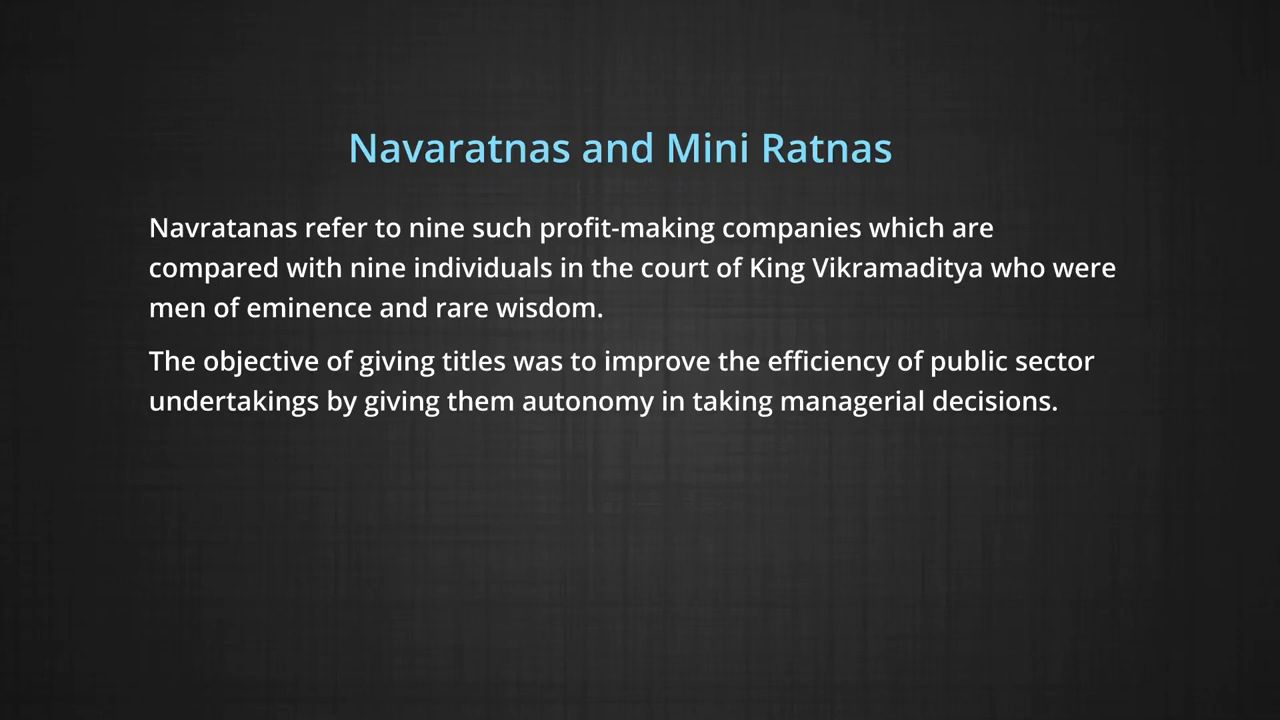 Navaratnas and Mini Ratnas
Navratanas refer to nine such profit-making companies which are
compared with nine individuals in the court of King Vikramaditya who were
men of eminence and rare wisdom.
The objective of giving titles was to improve the efficiency of public sector
undertakings by giving them autonomy in taking managerial decisions.